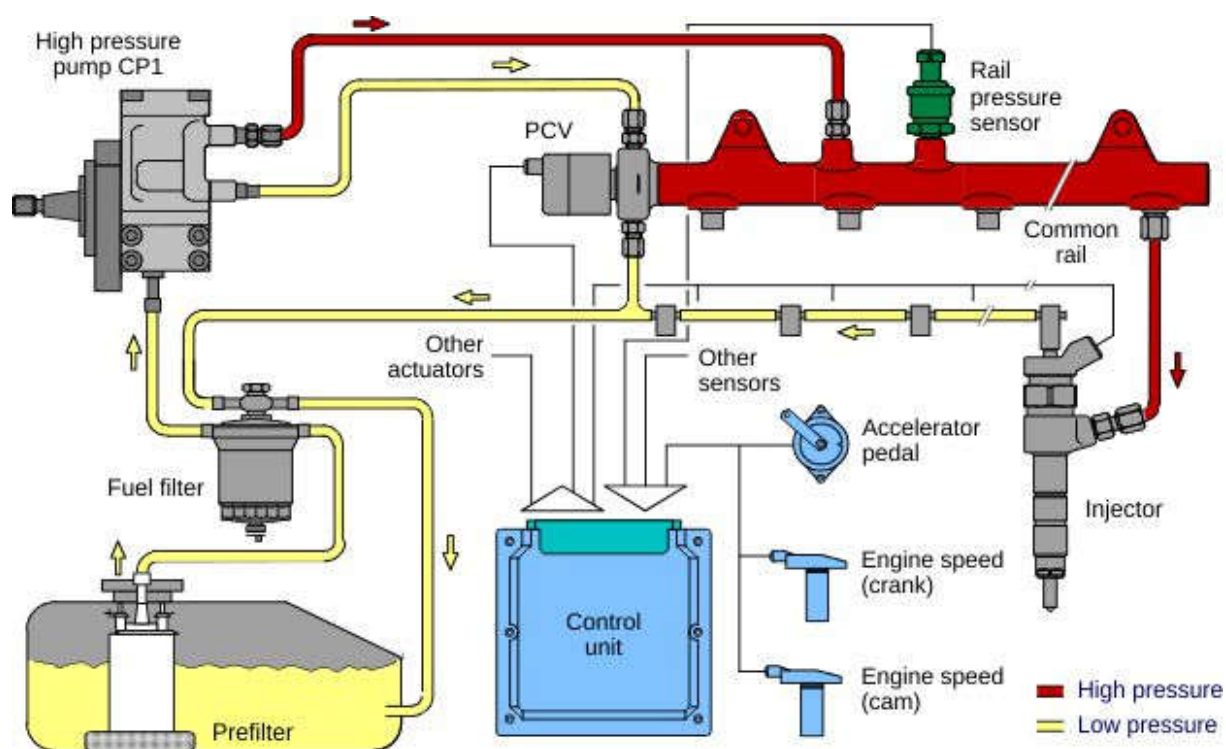 High pressure
pump CP1
Rail
pressure
sensor
PCV
Common
rail
Other
actuators
Other
sensors
Accelerator
pedal
Fuel filter
Injector
Engine speed
(crank)
Control
unit
Engine speed
(cam)
Prefilter
High pressure
Low pressure